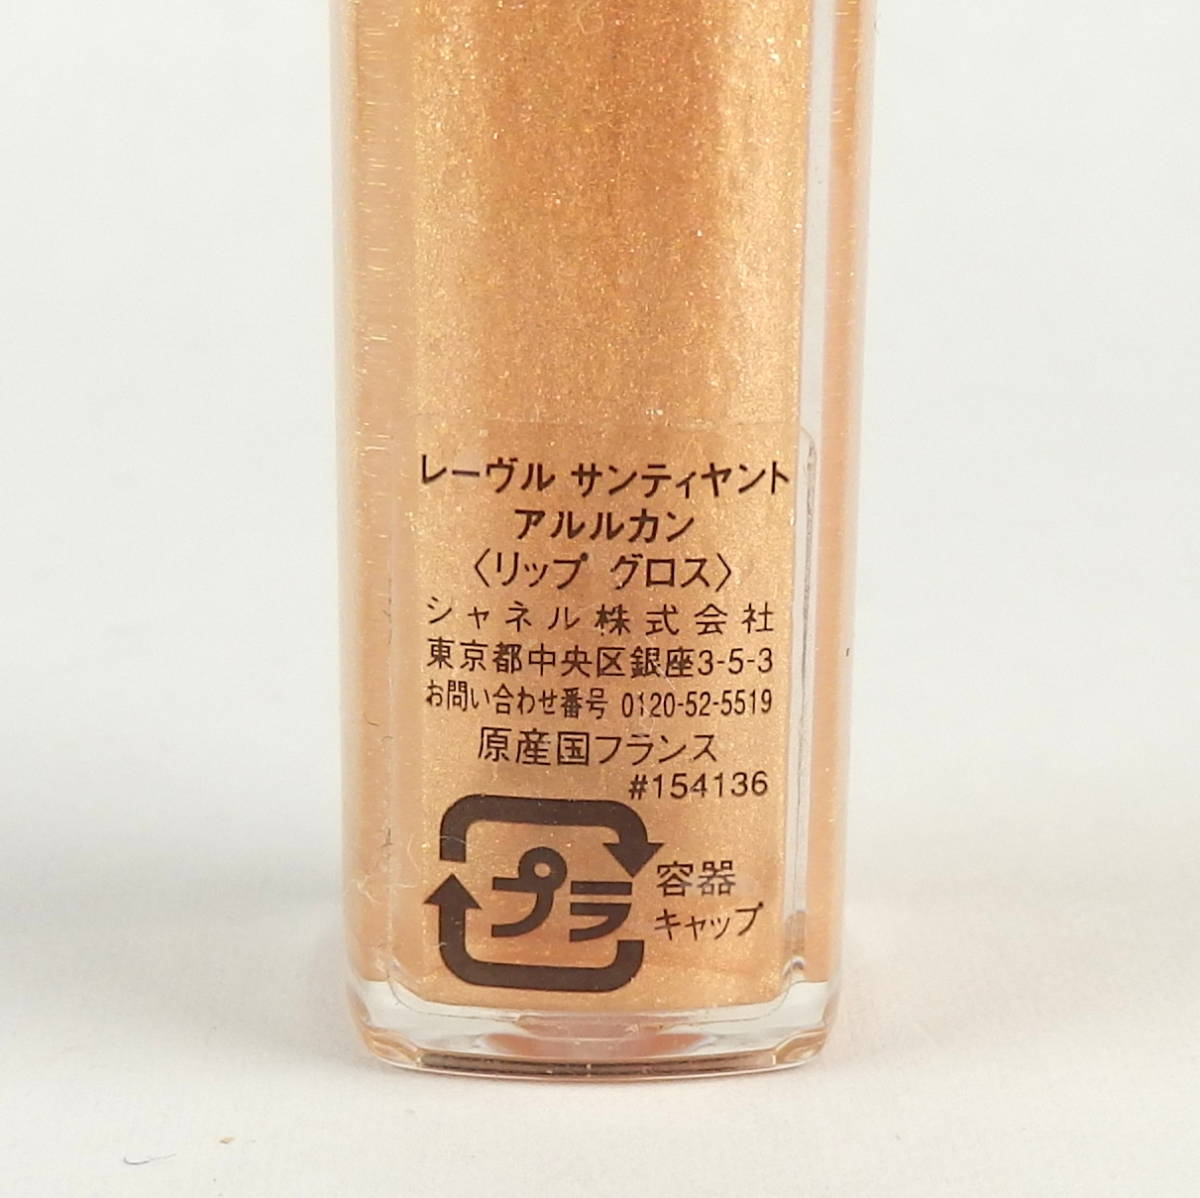 レーヴル サンティヤント
アルルカン
〈リップ グロス〉
シャネル株式会社
東京都中央区銀座3-5-3
お問い合わせ番号 0120-52-5519
原産国フランス
#154136
プラ
容器
キャップ